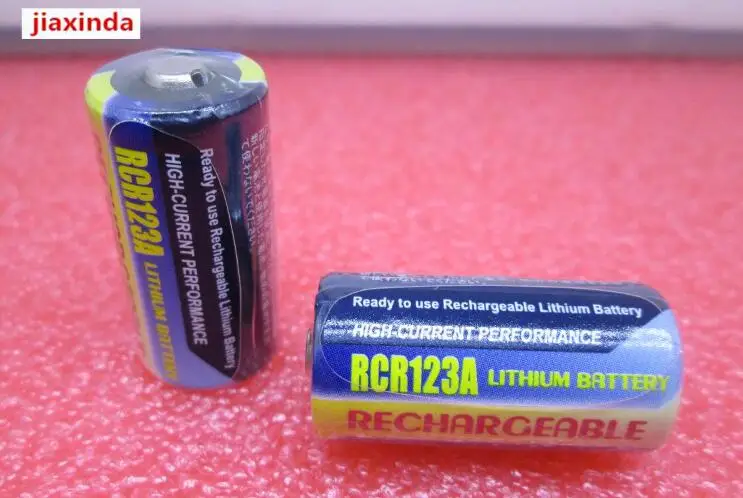 jiaxinda
Ready to use Rechargeable Lithium Battery
HIGH-CURRENT PERFORMANCE
RCR123A LITHIUM BATTERY
Ready to use Rechargeable Lithium Battery
HIGH-CURRENT PERFORMANCE
RCR123A LITHIUM BATTERY
RECHARGEABLE